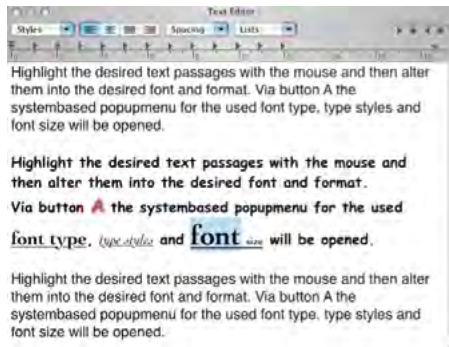 Text Editor
Styles Spacing Lists
Highlight the desired text passages with the mouse and then alter
them into the desired font and format. Via button A the
systembased popupmenu for the used font type, type styles and
font size will be opened.
Highlight the desired text passages with the mouse and
then alter them into the desired font and format.
Via button A the systembased popupmenu for the used
font type, type styles and font size will be opened.
Highlight the desired text passages with the mouse and then alter
them into the desired font and format. Via button A the
systembased popupmenu for the used font type, type styles and
font size will be opened.